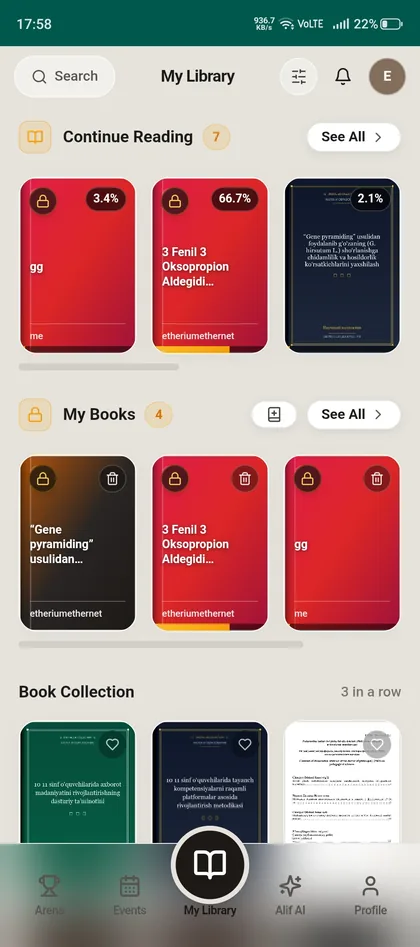 17:58
936.7
KB/s
VoLTE
22%
Search
My Library
E
Continue Reading
7
See All
3.4%
gg
me
66.7%
3 Fenil 3
Oksopropion
Aldegidi...
etheriumethernet
2.1%
"Gene pyramiding" usulidan
foydalanib g'o'zaning (G.
hirsutum L.) sho'rlanishga
chidamlilik va hosildorlik
ko'rsatkichlarini yaxshilash
My Books
4
See All
"Gene
pyramiding"
usulidan...
etheriumethernet
3 Fenil 3
Oksopropion
Aldegidi...
etheriumethernet
gg
me
Book Collection
3 in a row
10 11 sinf o'quvchilarida axborot
madaniyatini rivojlantirishning
dasturiy ta'minotini
10 11 sinf o'quvchilarida tayanch
kompetensiyalarni raqamli
platformalar asosida
rivojlantirish metodikasi
Arena
Events
My Library
Alif AI
Profile